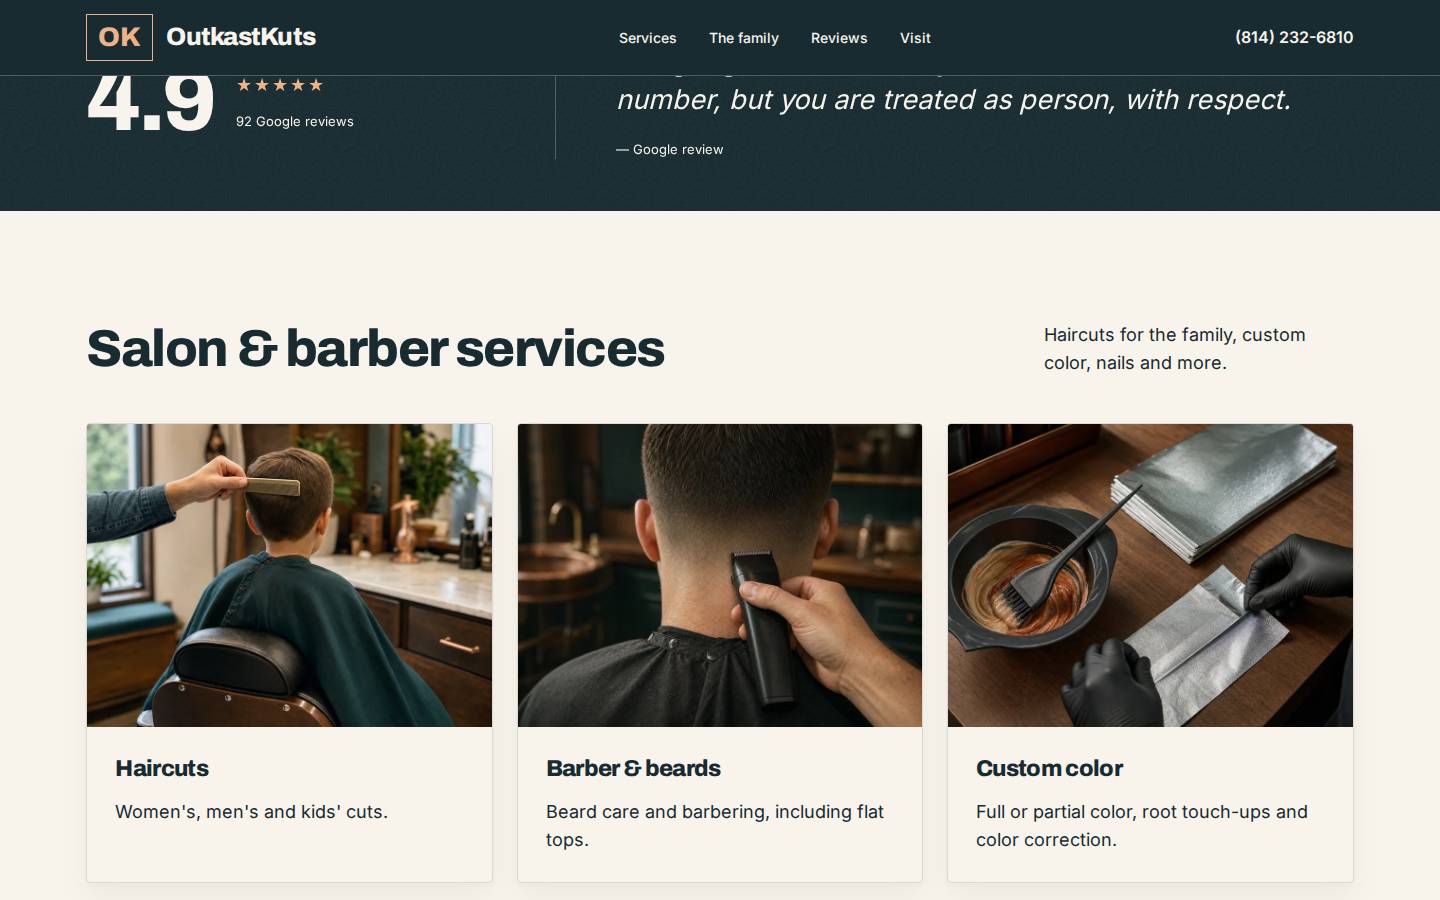 OK OutkastKuts
Services The family Reviews Visit
(814) 232-6810
4.9
★★★★★
92 Google reviews
number, but you are treated as person, with respect.
— Google review
Salon & barber services
Haircuts for the family, custom
color, nails and more.
Haircuts
Women's, men's and kids' cuts.
Barber & beards
Beard care and barbering, including flat
tops.
Custom color
Full or partial color, root touch-ups and
color correction.